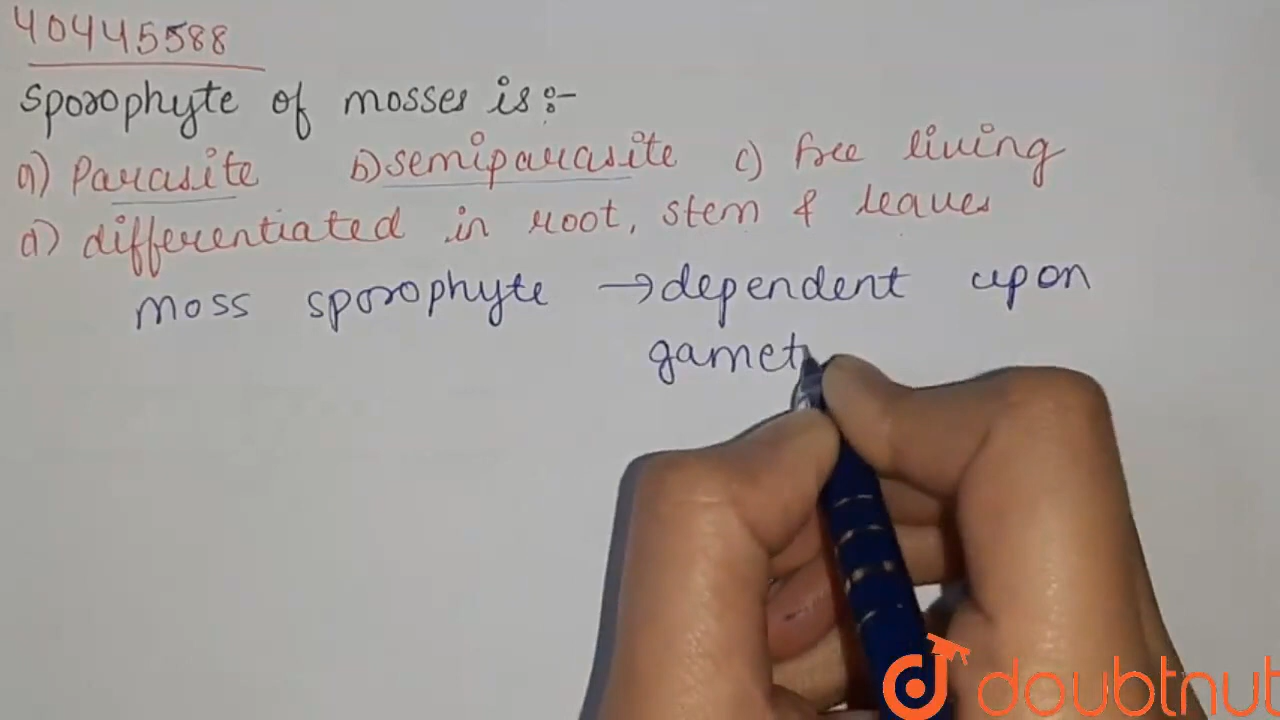 40445588
Sporophyte of mosses is :-
a) Parasite b) semiparasite c) free living
d) differentiated in root, stem & leaves
moss sporophyte → dependent upon
gamet
doubtnut